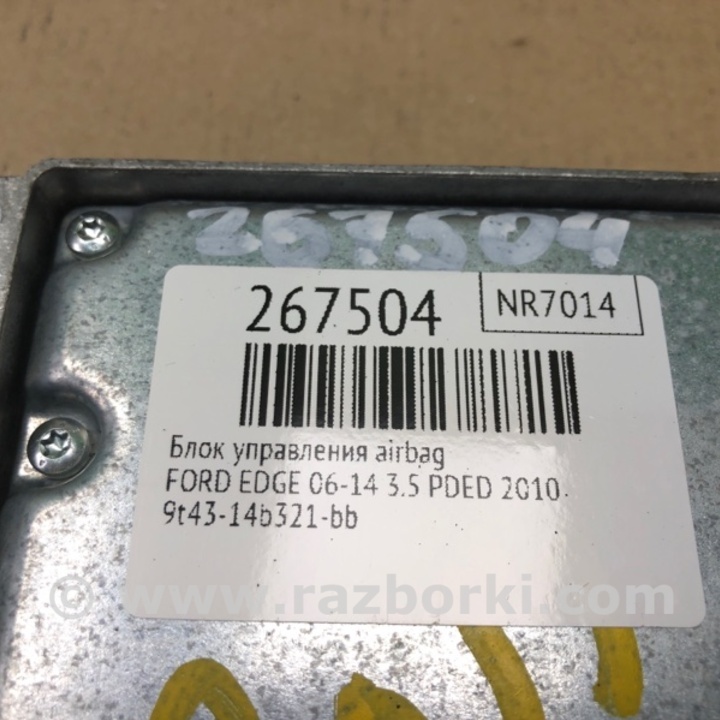 267504
267504
NR7014
Блок управления airbag
FORD EDGE 06-14 3.5 PDED 2010
9t43-14b321-bb
© www.razborki.com